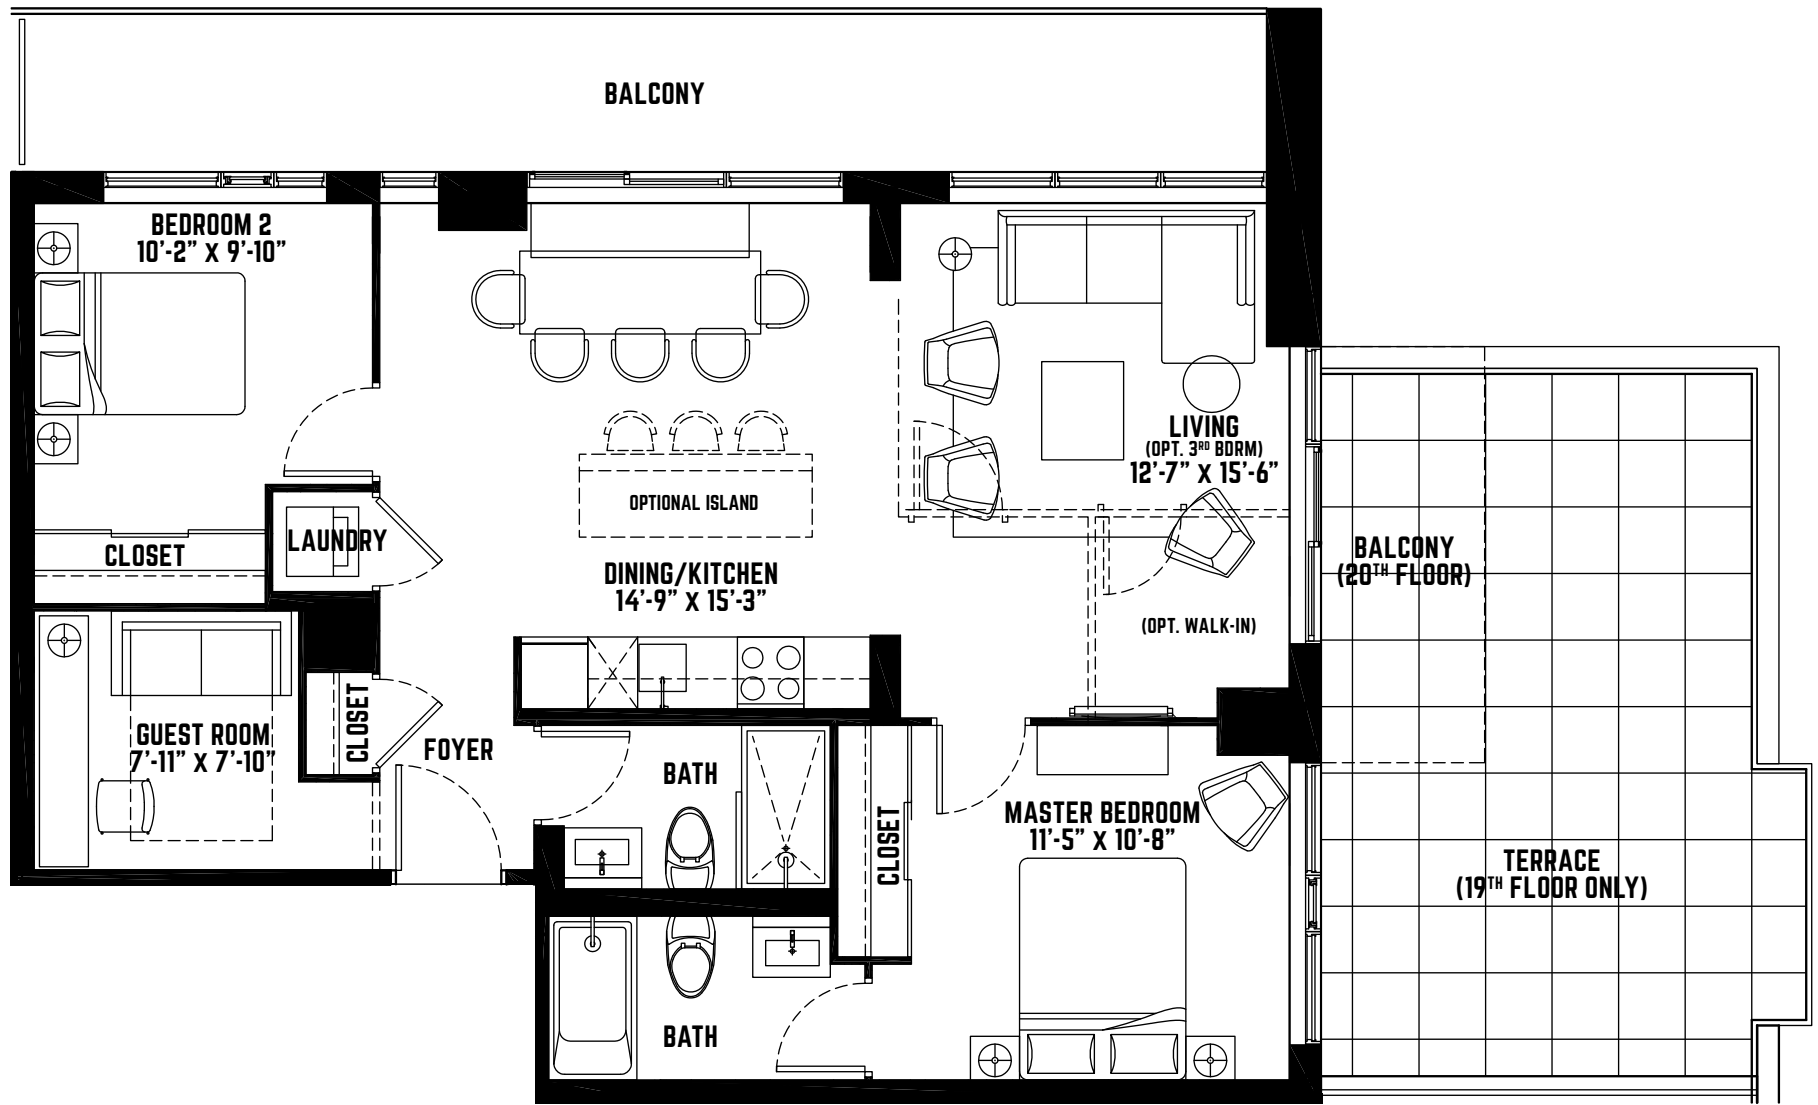 BALCONY
BEDROOM 2
10'-2" X 9'-10"
LIVING
(OPT. 3RD BDRM)
12'-7" X 15'-6"
OPTIONAL ISLAND
LAUNDRY
CLOSET
DINING/KITCHEN
14'-9" X 15'-3"
BALCONY
(20TH FLOOR)
(OPT. WALK-IN)
CLOSET
GUEST ROOM
7'-11" X 7'-10"
FOYER
BATH
MASTER BEDROOM
11'-5" X 10'-8"
CLOSET
TERRACE
(19TH FLOOR ONLY)
BATH